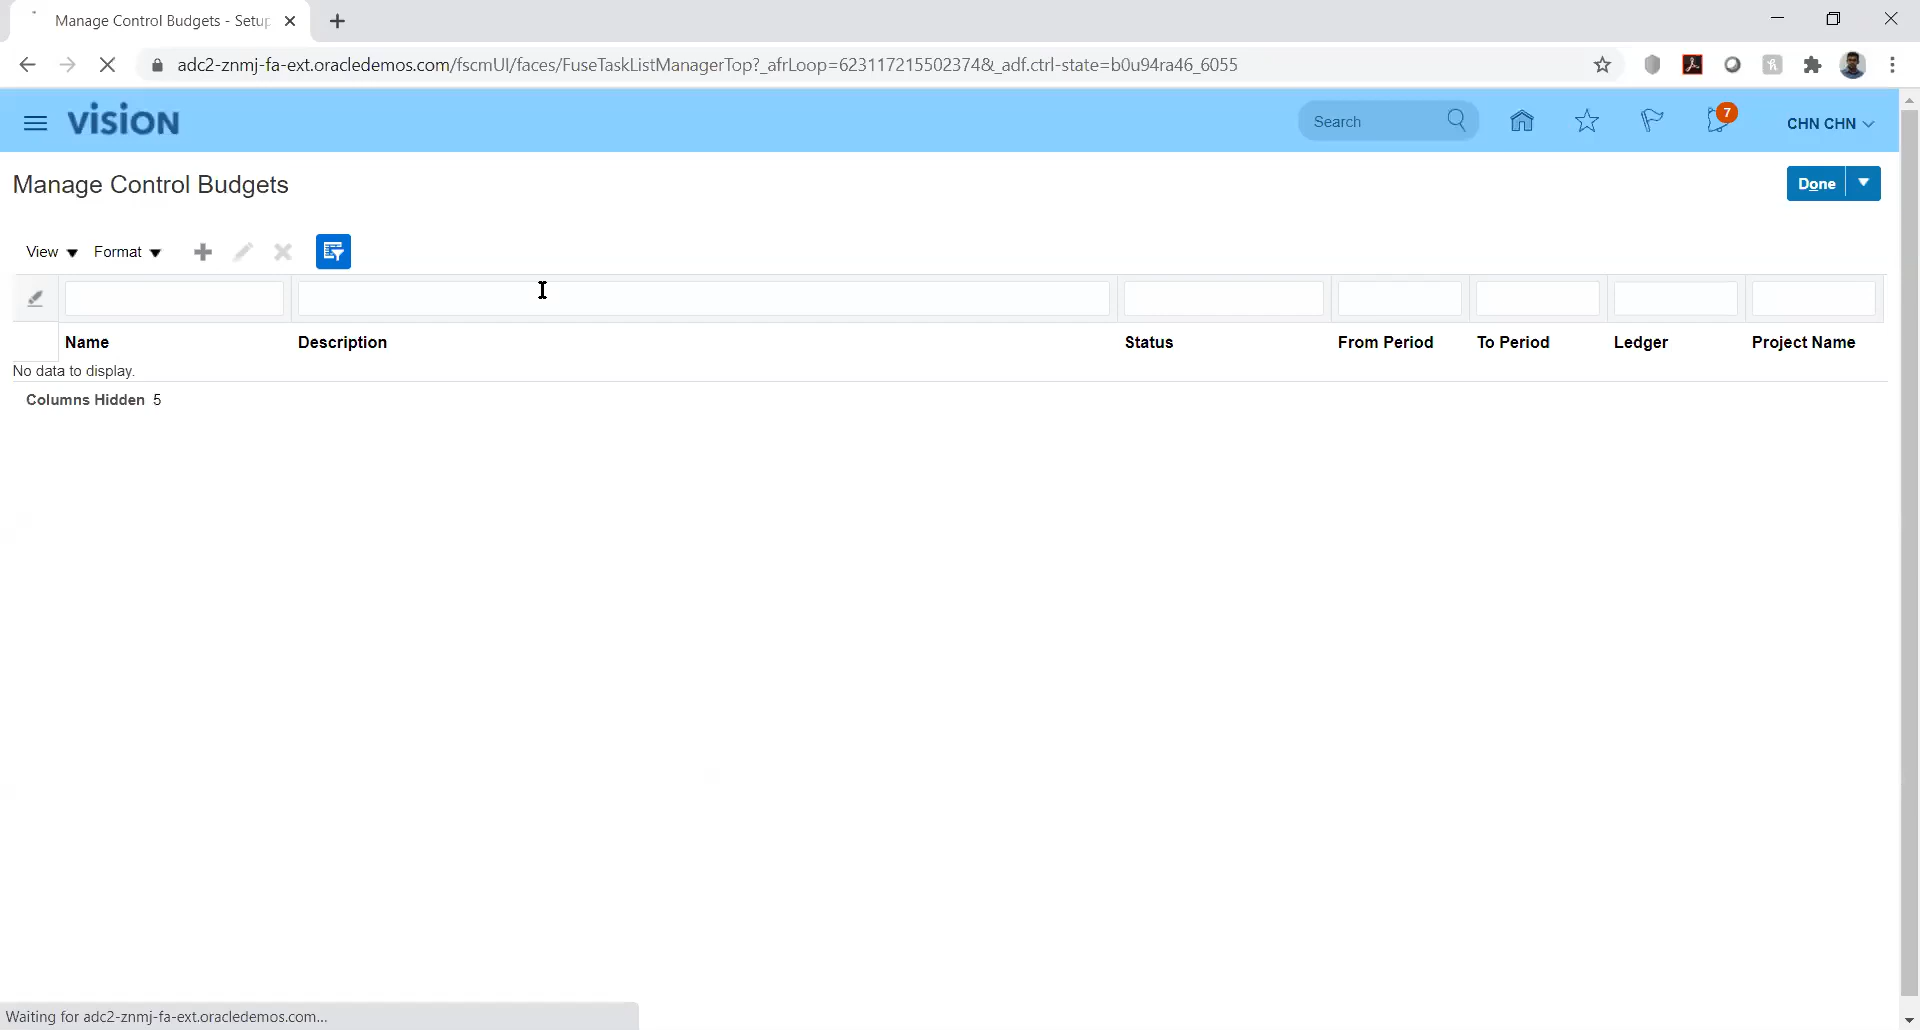 Manage Control Budgets - Setup
adc2-znmj-fa-ext.oracledemos.com/fscmUI/faces/FuseTaskListManagerTop?_afrLoop=623117215502374&_adf.ctrl-state=b0u94ra46_6055
VISION
Search
7
CHN CHN
Manage Control Budgets
Done
View Format
Name Description Status From Period To Period Ledger Project Name
No data to display.
Columns Hidden 5
Waiting for adc2-znmj-fa-ext.oracledemos.com...